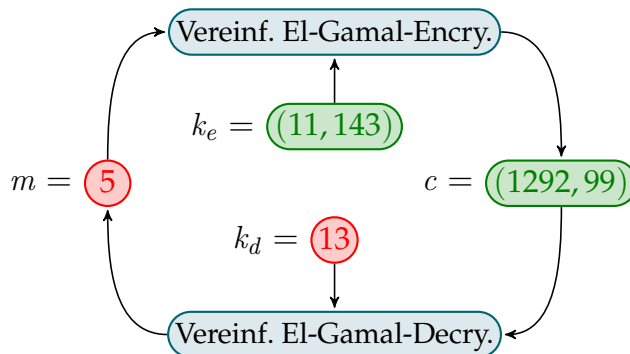 Vereinf. El-Gamal-Encry.
k_e = (11, 143)
m = 5
c = (1292, 99)
k_d = 13
Vereinf. El-Gamal-Decry.